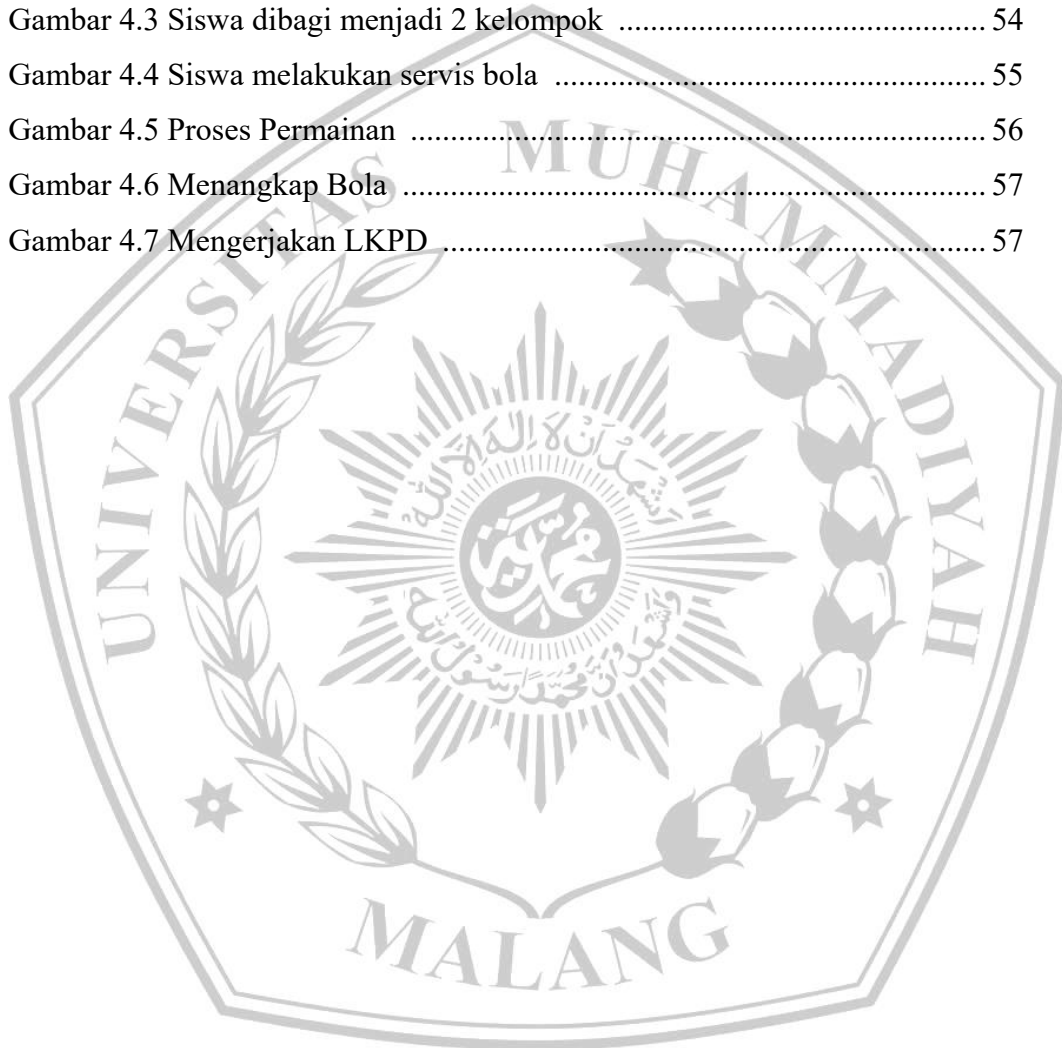 Gambar 4.3 Siswa dibagi menjadi 2 kelompok ............................................... 54
Gambar 4.4 Siswa melakukan servis bola ....................................................... 55
Gambar 4.5 Proses Permainan ......................................................................... 56
Gambar 4.6 Menangkap Bola .......................................................................... 57
Gambar 4.7 Mengerjakan LKPD ..................................................................... 57
UNIVERSITAS MUHAMMADIYAH
MALANG